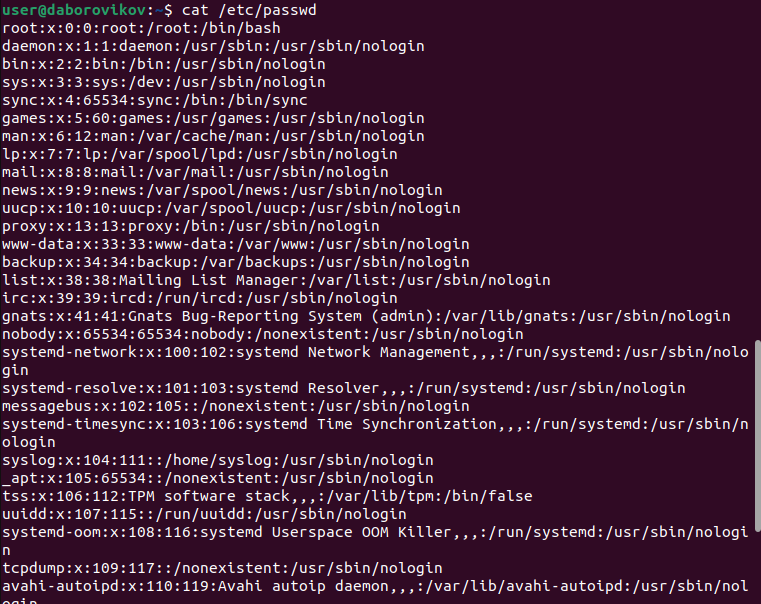 user@daborovikov:~$ cat /etc/passwd
root:x:0:0:root:/root:/bin/bash
daemon:x:1:1:daemon:/usr/sbin:/usr/sbin/nologin
bin:x:2:2:bin:/bin:/usr/sbin/nologin
sys:x:3:3:sys:/dev:/usr/sbin/nologin
sync:x:4:65534:sync:/bin:/bin/sync
games:x:5:60:games:/usr/games:/usr/sbin/nologin
man:x:6:12:man:/var/cache/man:/usr/sbin/nologin
lp:x:7:7:lp:/var/spool/lpd:/usr/sbin/nologin
mail:x:8:8:mail:/var/mail:/usr/sbin/nologin
news:x:9:9:news:/var/spool/news:/usr/sbin/nologin
uucp:x:10:10:uucp:/var/spool/uucp:/usr/sbin/nologin
proxy:x:13:13:proxy:/bin:/usr/sbin/nologin
www-data:x:33:33:www-data:/var/www:/usr/sbin/nologin
backup:x:34:34:backup:/var/backups:/usr/sbin/nologin
list:x:38:38:Mailing List Manager:/var/list:/usr/sbin/nologin
irc:x:39:39:ircd:/run/ircd:/usr/sbin/nologin
gnats:x:41:41:Gnats Bug-Reporting System (admin):/var/lib/gnats:/usr/sbin/nologin
nobody:x:65534:65534:nobody:/nonexistent:/usr/sbin/nologin
systemd-network:x:100:102:systemd Network Management,,,:/run/systemd:/usr/sbin/nolo
gin
systemd-resolve:x:101:103:systemd Resolver,,,:/run/systemd:/usr/sbin/nologin
messagebus:x:102:105::/nonexistent:/usr/sbin/nologin
systemd-timesync:x:103:106:systemd Time Synchronization,,,:/run/systemd:/usr/sbin/n
ologin
syslog:x:104:111::/home/syslog:/usr/sbin/nologin
_apt:x:105:65534::/nonexistent:/usr/sbin/nologin
tss:x:106:112:TPM software stack,,,:/var/lib/tpm:/bin/false
uuidd:x:107:115::/run/uuidd:/usr/sbin/nologin
systemd-oom:x:108:116:systemd Userspace OOM Killer,,,:/run/systemd:/usr/sbin/nologi
n
tcpdump:x:109:117::/nonexistent:/usr/sbin/nologin
avahi-autoipd:x:110:119:Avahi autoip daemon,,,:/var/lib/avahi-autoipd:/usr/sbin/nol
ogin